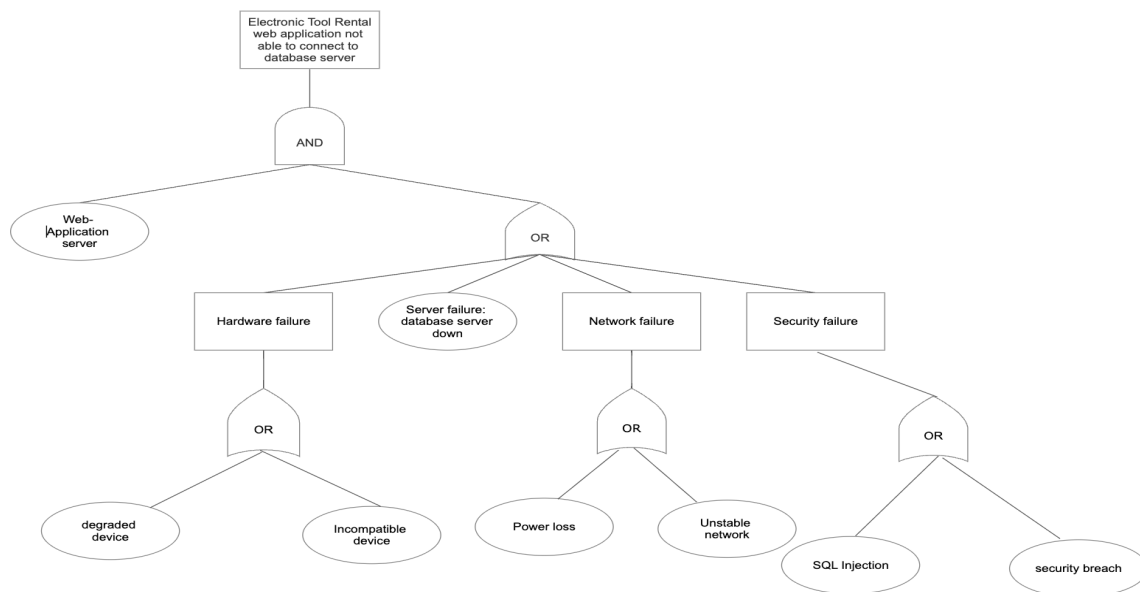 Electronic Tool Rental
web application not
able to connect to
database server
AND
Web-
Application
server
OR
Hardware failure
Server failure:
database server
down
Network failure
Security failure
OR
OR
OR
degraded
device
Incompatible
device
Power loss
Unstable
network
SQL Injection
security breach